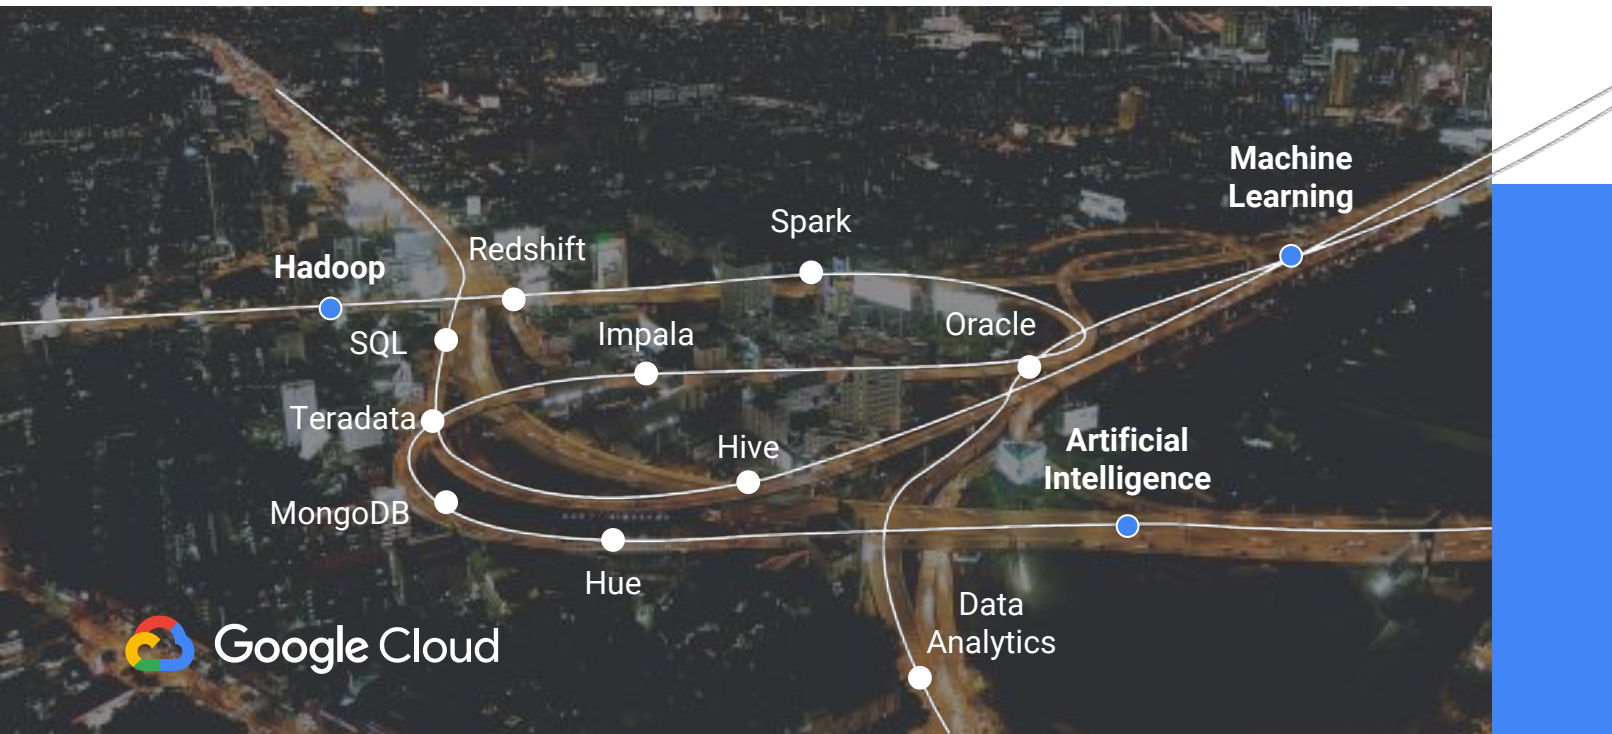 Machine
Learning
Spark
Redshift
Hadoop
Oracle
Impala
SQL
Teradata
Artificial
Intelligence
Hive
MongoDB
Hue
Data
Analytics
Google Cloud